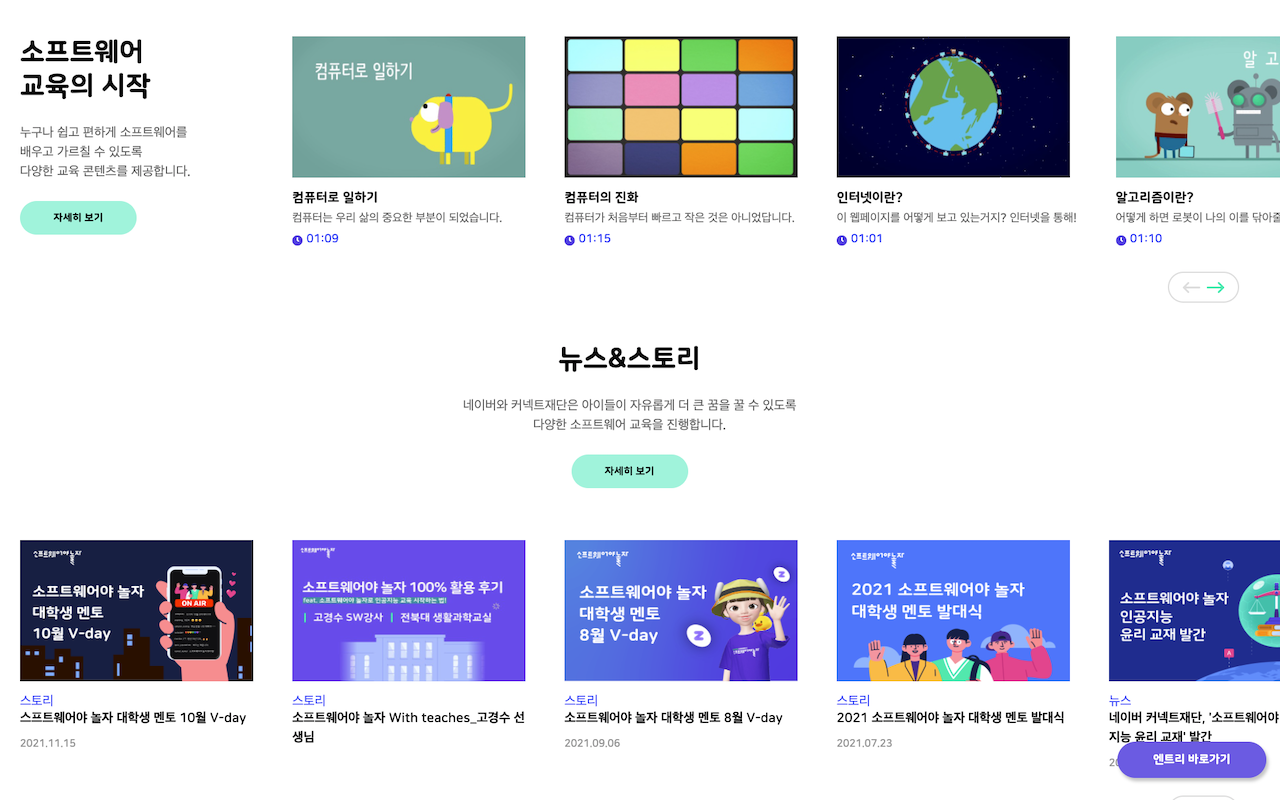 소프트웨어
교육의 시작
누구나 쉽고 편하게 소프트웨어를
배우고 가르칠 수 있도록
다양한 교육 콘텐츠를 제공합니다.
자세히 보기
컴퓨터로 일하기
컴퓨터로 일하기
컴퓨터는 우리 삶의 중요한 부분이 되었습니다.
01:09
컴퓨터의 진화
컴퓨터가 처음부터 빠르고 작은 것은 아니었답니다.
01:15
인터넷이란?
이 웹페이지를 어떻게 보고 있는거지? 인터넷을 통해!
01:01
알 고
알고리즘이란?
어떻게 하면 로봇이 나의 이를 닦아줄
01:10
뉴스&스토리
네이버와 커넥트재단은 아이들이 자유롭게 더 큰 꿈을 꿀 수 있도록
다양한 소프트웨어 교육을 진행합니다.
자세히 보기
소프트웨어야 놀자
소프트웨어야 놀자
대학생 멘토
10월 V-day
ON AIR
스토리
스프트웨어야 놀자 대학생 멘토 10월 V-day
2021.11.15
소프트웨어야 놀자
소프트웨어야 놀자 100% 활용 후기
feat. 소프트웨어야 놀자로 인공지능 교육 시작하는 법!
| 고경수 SW강사 | 전북대 생활과학교실
스토리
소프트웨어야 놀자 With teaches_고경수 선
생님
소프트웨어야 놀자
소프트웨어야 놀자
대학생 멘토
8월 V-day
스토리
소프트웨어야 놀자 대학생 멘토 8월 V-day
2021.09.06
소프트웨어야 놀자
2021 소프트웨어야 놀자
대학생 멘토 발대식
스토리
2021 소프트웨어야 놀자 대학생 멘토 발대식
2021.07.23
소프트웨어야 놀자
소프트웨어야 놀자
인공지능
윤리 교재 발간
A
뉴스
네이버 커넥트재단, '소프트웨어야
지능 윤리 교재' 발간
엔트리 바로가기